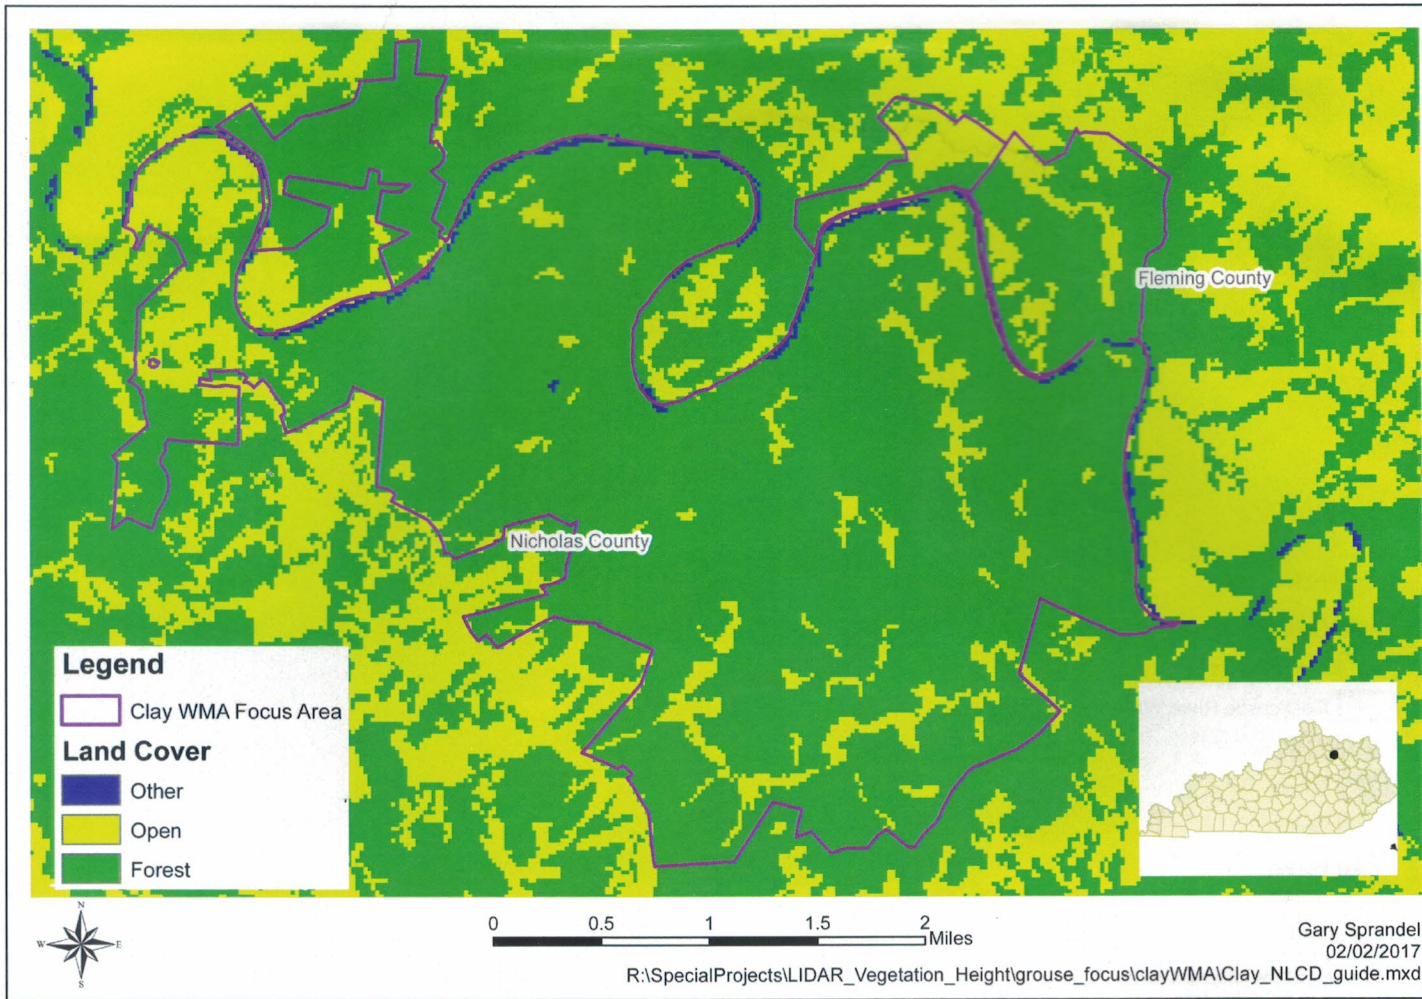 Fleming County
Nicholas County
Legend
Clay WMA Focus Area
Land Cover
Other
Open
Forest
N
W E
S
0 0.5 1 1.5 2
Miles
Gary Sprandel
02/02/2017
R:\SpecialProjects\LIDAR_Vegetation_Height\grouse_focus\clayWMA\Clay_NLCD_guide.mxd